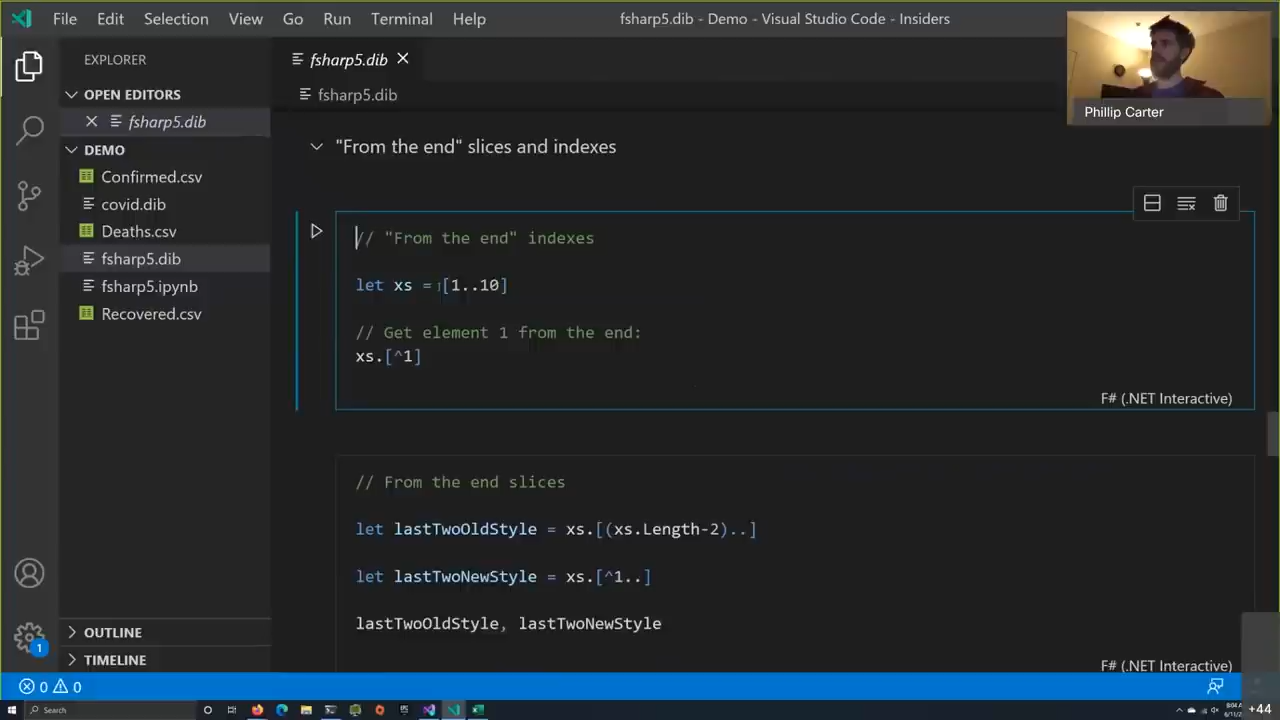 File Edit Selection View Go Run Terminal Help
fsharp5.dib - Demo - Visual Studio Code - Insiders
Phillip Carter
EXPLORER
OPEN EDITORS
fsharp5.dib
DEMO
Confirmed.csv
covid.dib
Deaths.csv
fsharp5.dib
fsharp5.ipynb
Recovered.csv
OUTLINE
TIMELINE
fsharp5.dib
fsharp5.dib
"From the end" slices and indexes
// "From the end" indexes
let xs = [1..10]
// Get element 1 from the end:
xs.[^1]
F# (.NET Interactive)
// From the end slices
let lastTwoOldStyle = xs.[(xs.Length-2)..]
let lastTwoNewStyle = xs.[^1..]
lastTwoOldStyle, lastTwoNewStyle
F# (.NET Interactive)
1
0 0
Search
+44